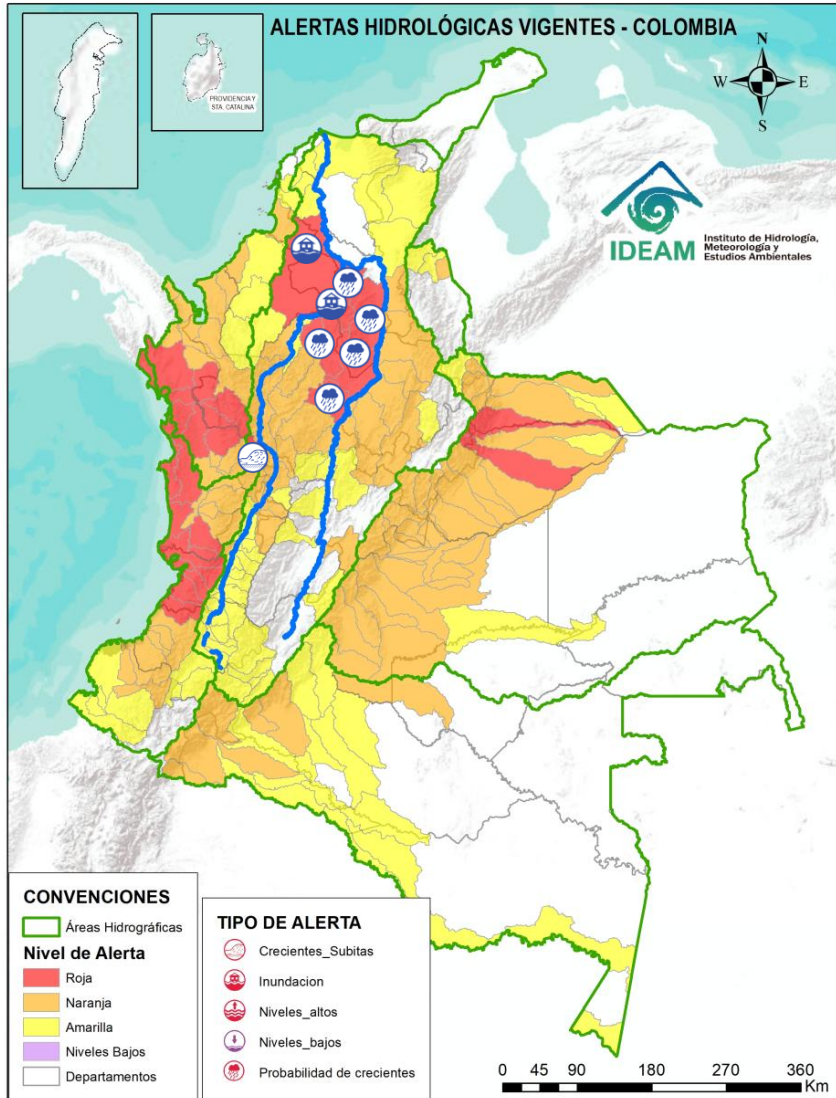 ALERTAS HIDROLÓGICAS VIGENTES - COLOMBIA
PROVIDENCIA Y
STA. CATALINA
N
W
E
S
IDEAM
Instituto de Hidrología,
Meteorología y
Estudios Ambientales
CONVENCIONES
Áreas Hidrográficas
Nivel de Alerta
Roja
Naranja
Amarilla
Niveles Bajos
Departamentos
TIPO DE ALERTA
Crecientes_Subitas
Inundacion
Niveles_altos
Niveles_bajos
Probabilidad de crecientes
0 45 90 180 270 360
Km